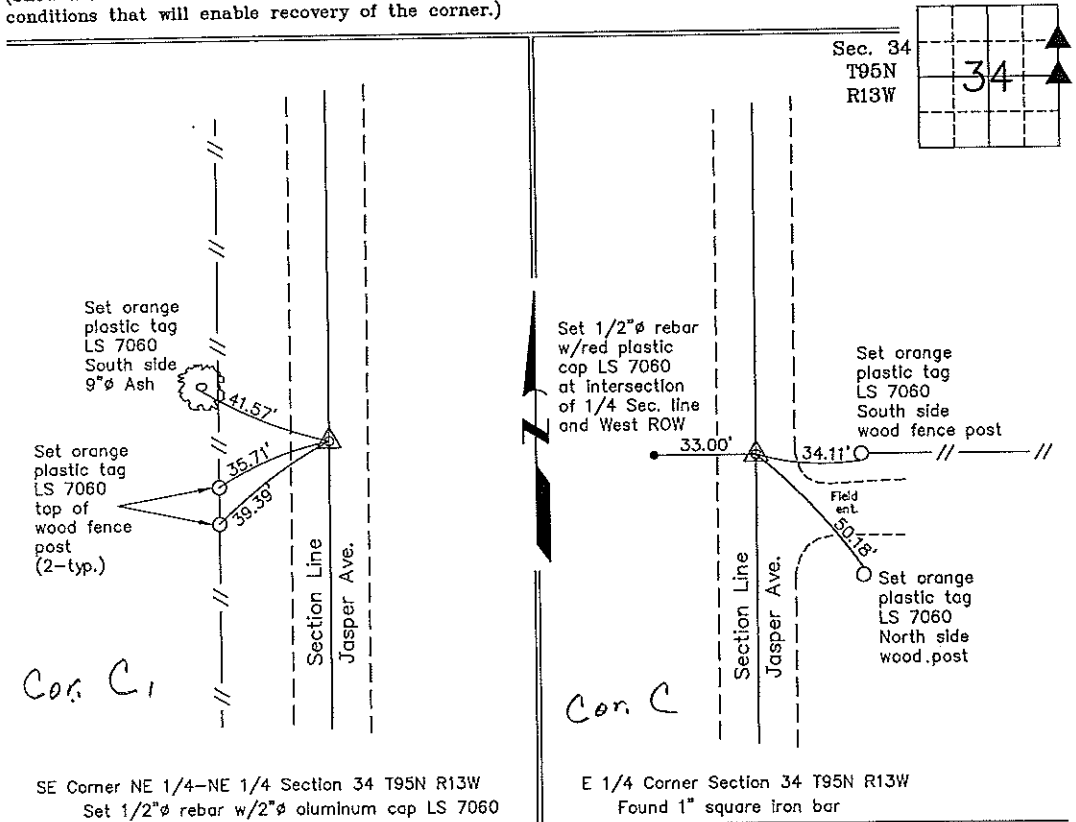 conditions that will enable recovery of the corner.)
Sec. 34
T95N
R13W
34
Set orange
plastic tag
LS 7060
South side
9"ø Ash
41.57'
35.71'
39.39'
Set orange
plastic tag
LS 7060
top of
wood fence
post
(2-typ.)
Section Line
Jasper Ave.
Cor. C1
SE Corner NE 1/4-NE 1/4 Section 34 T95N R13W
Set 1/2"ø rebar w/2"ø aluminum cap LS 7060
Set 1/2"ø rebar
w/red plastic
cap LS 7060
at intersection
of 1/4 Sec. line
and West ROW
33.00'
34.11'
Set orange
plastic tag
LS 7060
South side
wood fence post
Field
ent.
50.18'
Set orange
plastic tag
LS 7060
North side
wood post
Section Line
Jasper Ave.
Cor. C
E 1/4 Corner Section 34 T95N R13W
Found 1" square iron bar